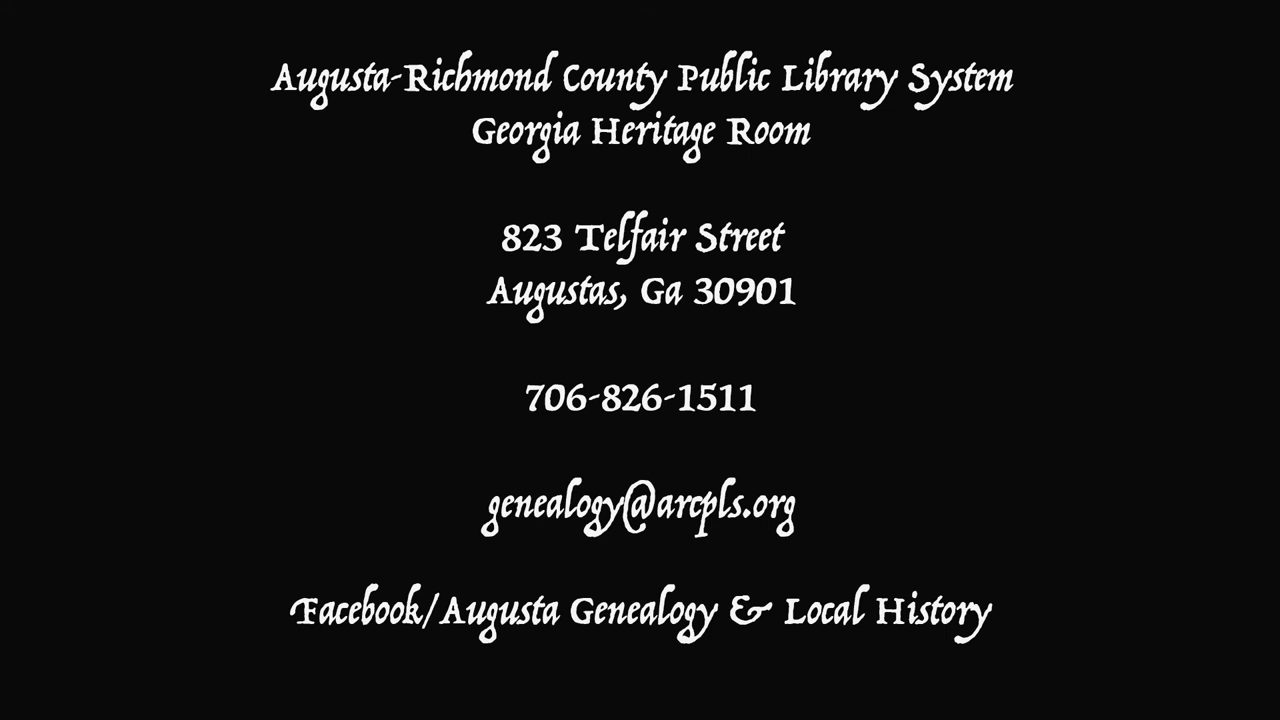 Augusta-Richmond County Public Library System
Georgia Heritage Room
823 Telfair Street
Augustas, Ga 30901
706-826-1511
genealogy@arcpls.org
Facebook/Augusta Genealogy & Local History